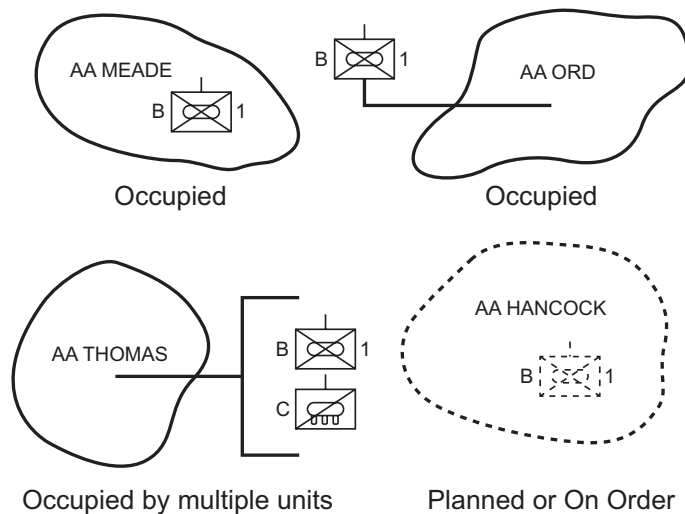 AA MEADE
B 1
Occupied
B 1
AA ORD
Occupied
AA THOMAS
B 1
C
Occupied by multiple units
AA HANCOCK
B 1
Planned or On Order